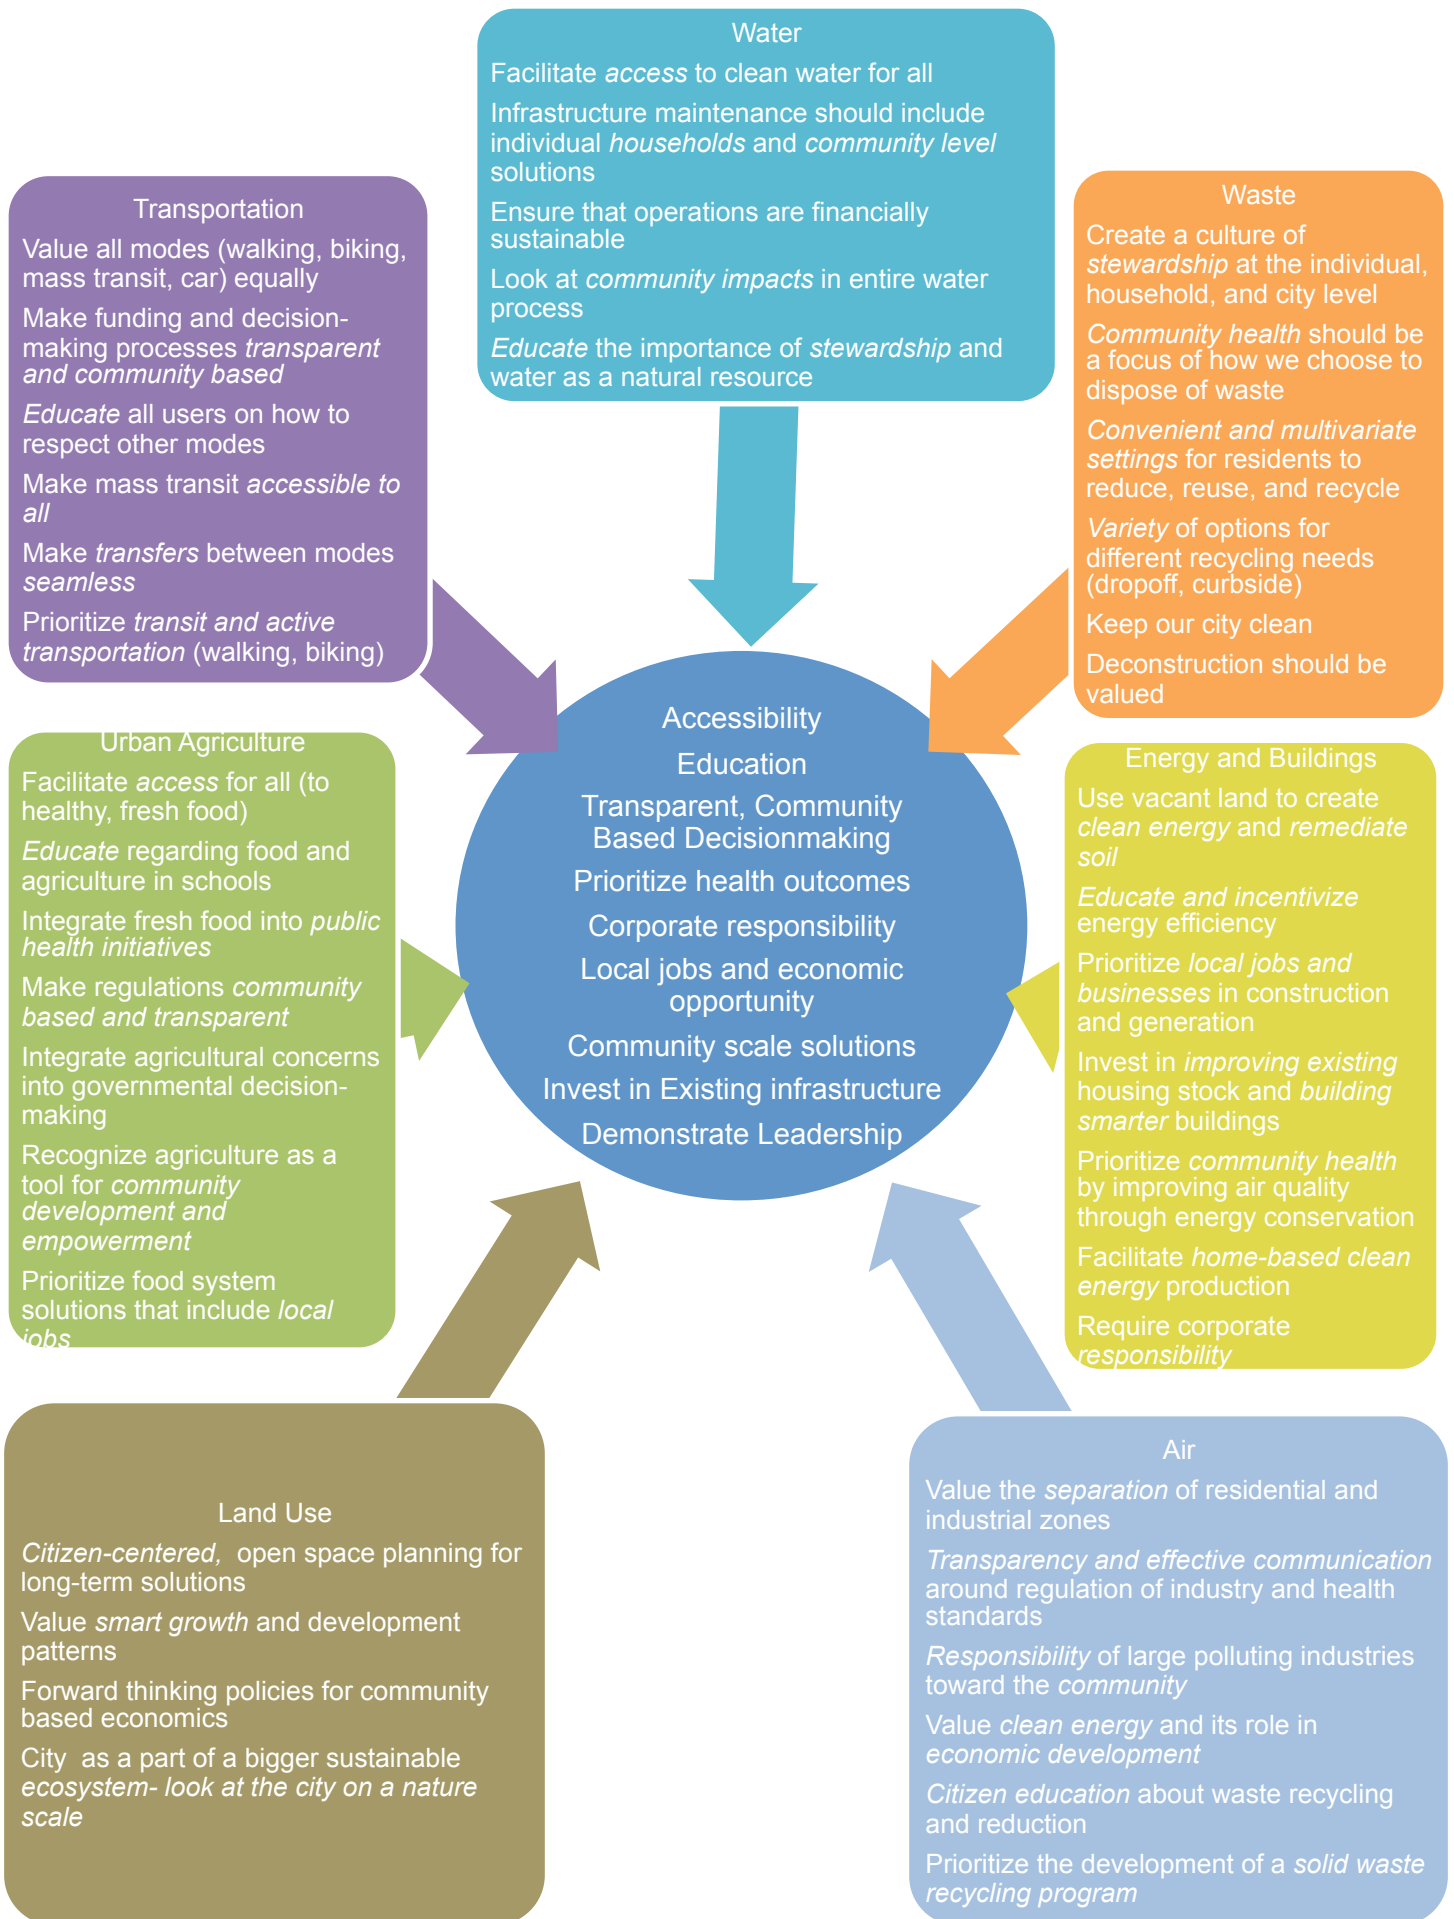 Water
Facilitate access to clean water for all
Infrastructure maintenance should include
individual households and community level
solutions
Ensure that operations are financially
sustainable
Look at community impacts in entire water
process
Educate the importance of stewardship and
water as a natural resource
Transportation
Value all modes (walking, biking,
mass transit, car) equally
Make funding and decision-
making processes transparent
and community based
Educate all users on how to
respect other modes
Make mass transit accessible to
all
Make transfers between modes
seamless
Prioritize transit and active
transportation (walking, biking)
Waste
Create a culture of
stewardship at the individual,
household, and city level
Community health should be
a focus of how we choose to
dispose of waste
Convenient and multivariate
settings for residents to
reduce, reuse, and recycle
Variety of options for
different recycling needs
(dropoff, curbside)
Keep our city clean
Deconstruction should be
valued
Accessibility
Education
Transparent, Community
Based Decisionmaking
Prioritize health outcomes
Corporate responsibility
Local jobs and economic
opportunity
Community scale solutions
Invest in Existing infrastructure
Demonstrate Leadership
Urban Agriculture
Facilitate access for all (to
healthy, fresh food)
Educate regarding food and
agriculture in schools
Integrate fresh food into public
health initiatives
Make regulations community
based and transparent
Integrate agricultural concerns
into governmental decision-
making
Recognize agriculture as a
tool for community
development and
empowerment
Prioritize food system
solutions that include local
jobs
Energy and Buildings
Use vacant land to create
clean energy and remediate
soil
Educate and incentivize
energy efficiency
Prioritize local jobs and
businesses in construction
and generation
Invest in improving existing
housing stock and building
smarter buildings
Prioritize community health
by improving air quality
through energy conservation
Facilitate home-based clean
energy production
Require corporate
responsibility
Land Use
Citizen-centered, open space planning for
long-term solutions
Value smart growth and development
patterns
Forward thinking policies for community
based economics
City as a part of a bigger sustainable
ecosystem- look at the city on a nature
scale
Air
Value the separation of residential and
industrial zones
Transparency and effective communication
around regulation of industry and health
standards
Responsibility of large polluting industries
toward the community
Value clean energy and its role in
economic development
Citizen education about waste recycling
and reduction
Prioritize the development of a solid waste
recycling program